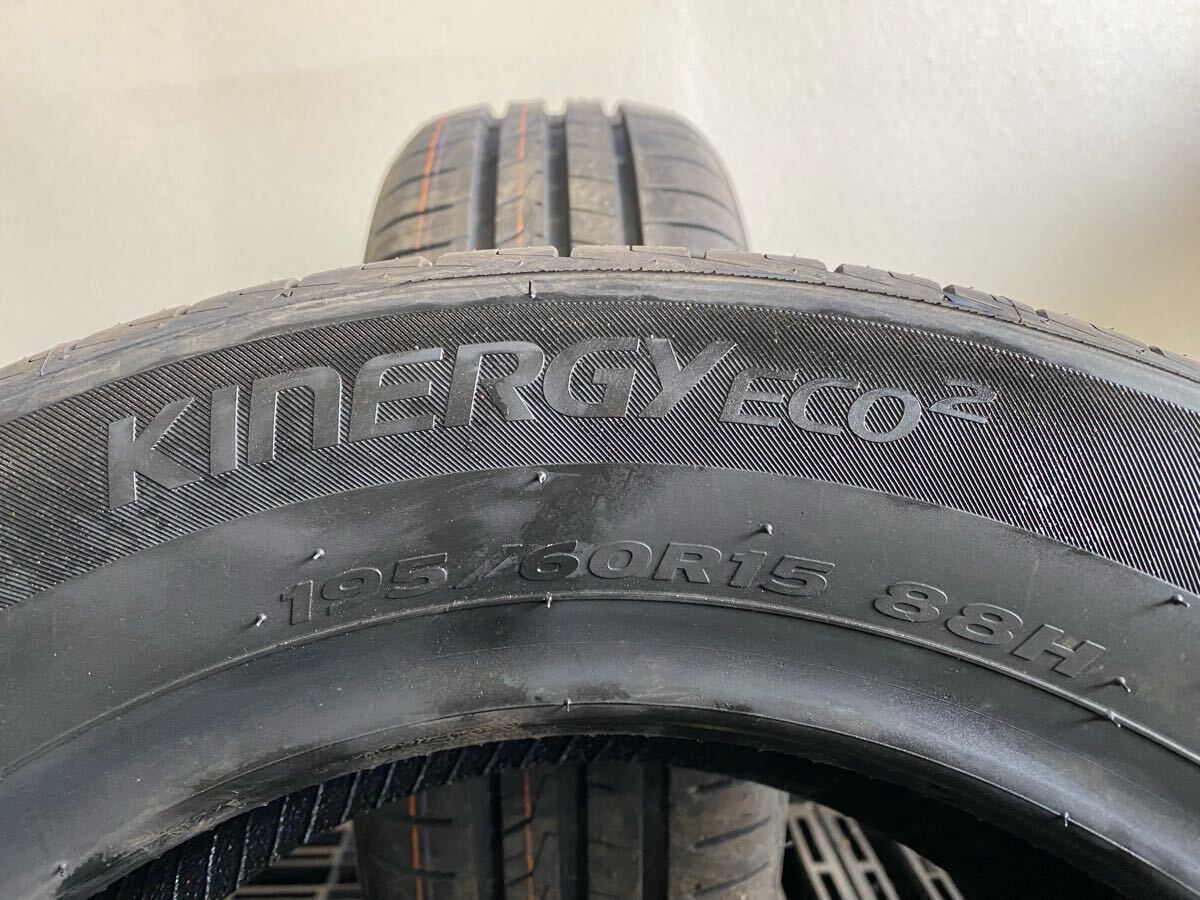 KINERGY ECO²
195/60R15 88H